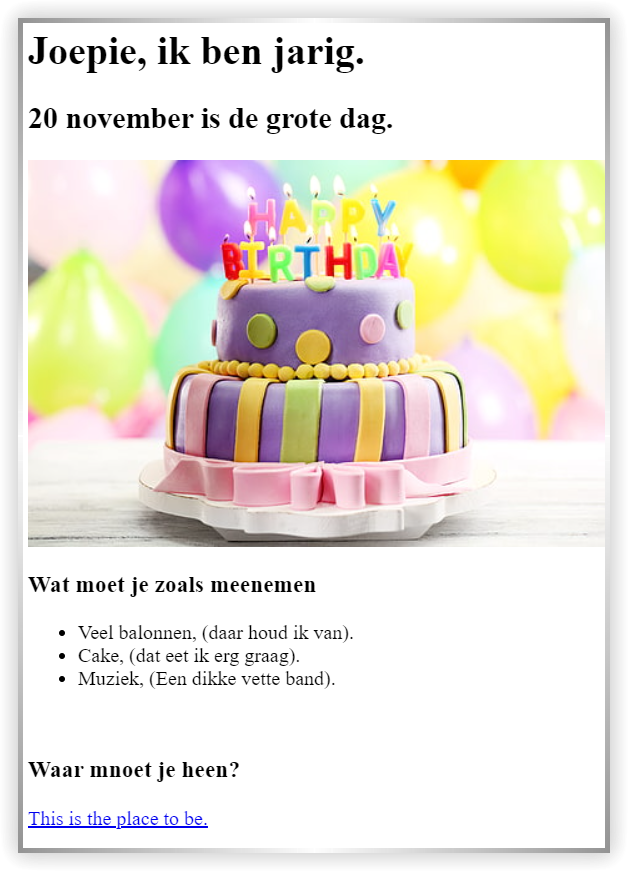 Joepie, ik ben jarig.
20 november is de grote dag.
HAPPY
BIRTHDAY
Wat moet je zoals meenemen
Veel balonnen, (daar houd ik van).
Cake, (dat eet ik erg graag).
Muziek, (Een dikke vette band).
Waar mnoet je heen?
This is the place to be.